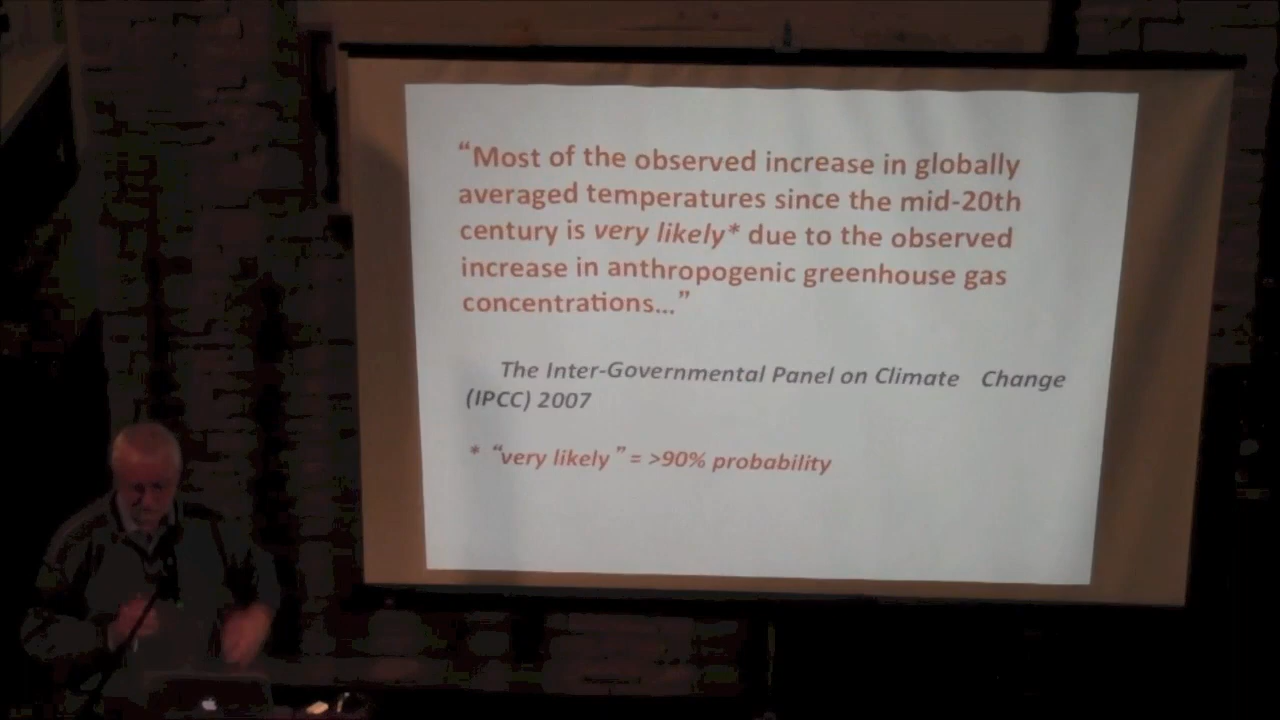 “Most of the observed increase in globally
averaged temperatures since the mid-20th
century is very likely* due to the observed
increase in anthropogenic greenhouse gas
concentrations...”
The Inter-Governmental Panel on Climate Change
(IPCC) 2007
* “very likely” = >90% probability